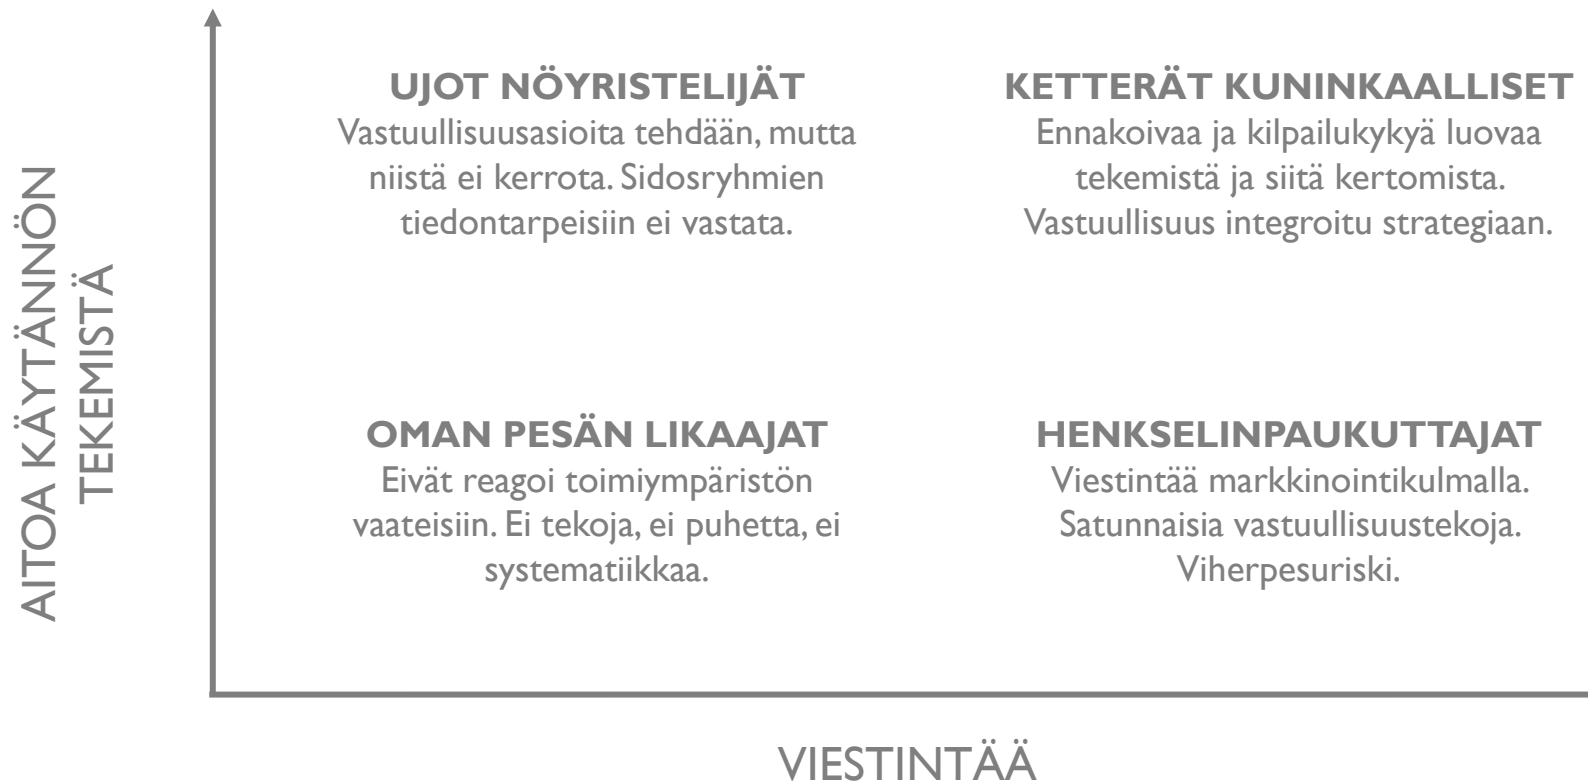 AITOA KÄYTÄNNÖN
TEKEMISTÄ
UJOT NÖYRISTELIJÄT
Vastuullisuusasioita tehdään, mutta
niistä ei kerrota. Sidosryhmien
tiedontarpeisiin ei vastata.
KETTERÄT KUNINKAALLISET
Ennakoivaa ja kilpailukykyä luovaa
tekemistä ja siitä kertomista.
Vastuullisuus integroitu strategiaan.
OMAN PESÄN LIKAAJAT
Eivät reagoi toimiympäristön
vaateisiin. Ei tekoja, ei puhetta, ei
systematiikkaa.
HENKSELINPAUKUTTAJAT
Viestintää markkinointikulmalla.
Satunnaisia vastuullisuustekoja.
Viherpesuriski.
VIESTINTÄÄ